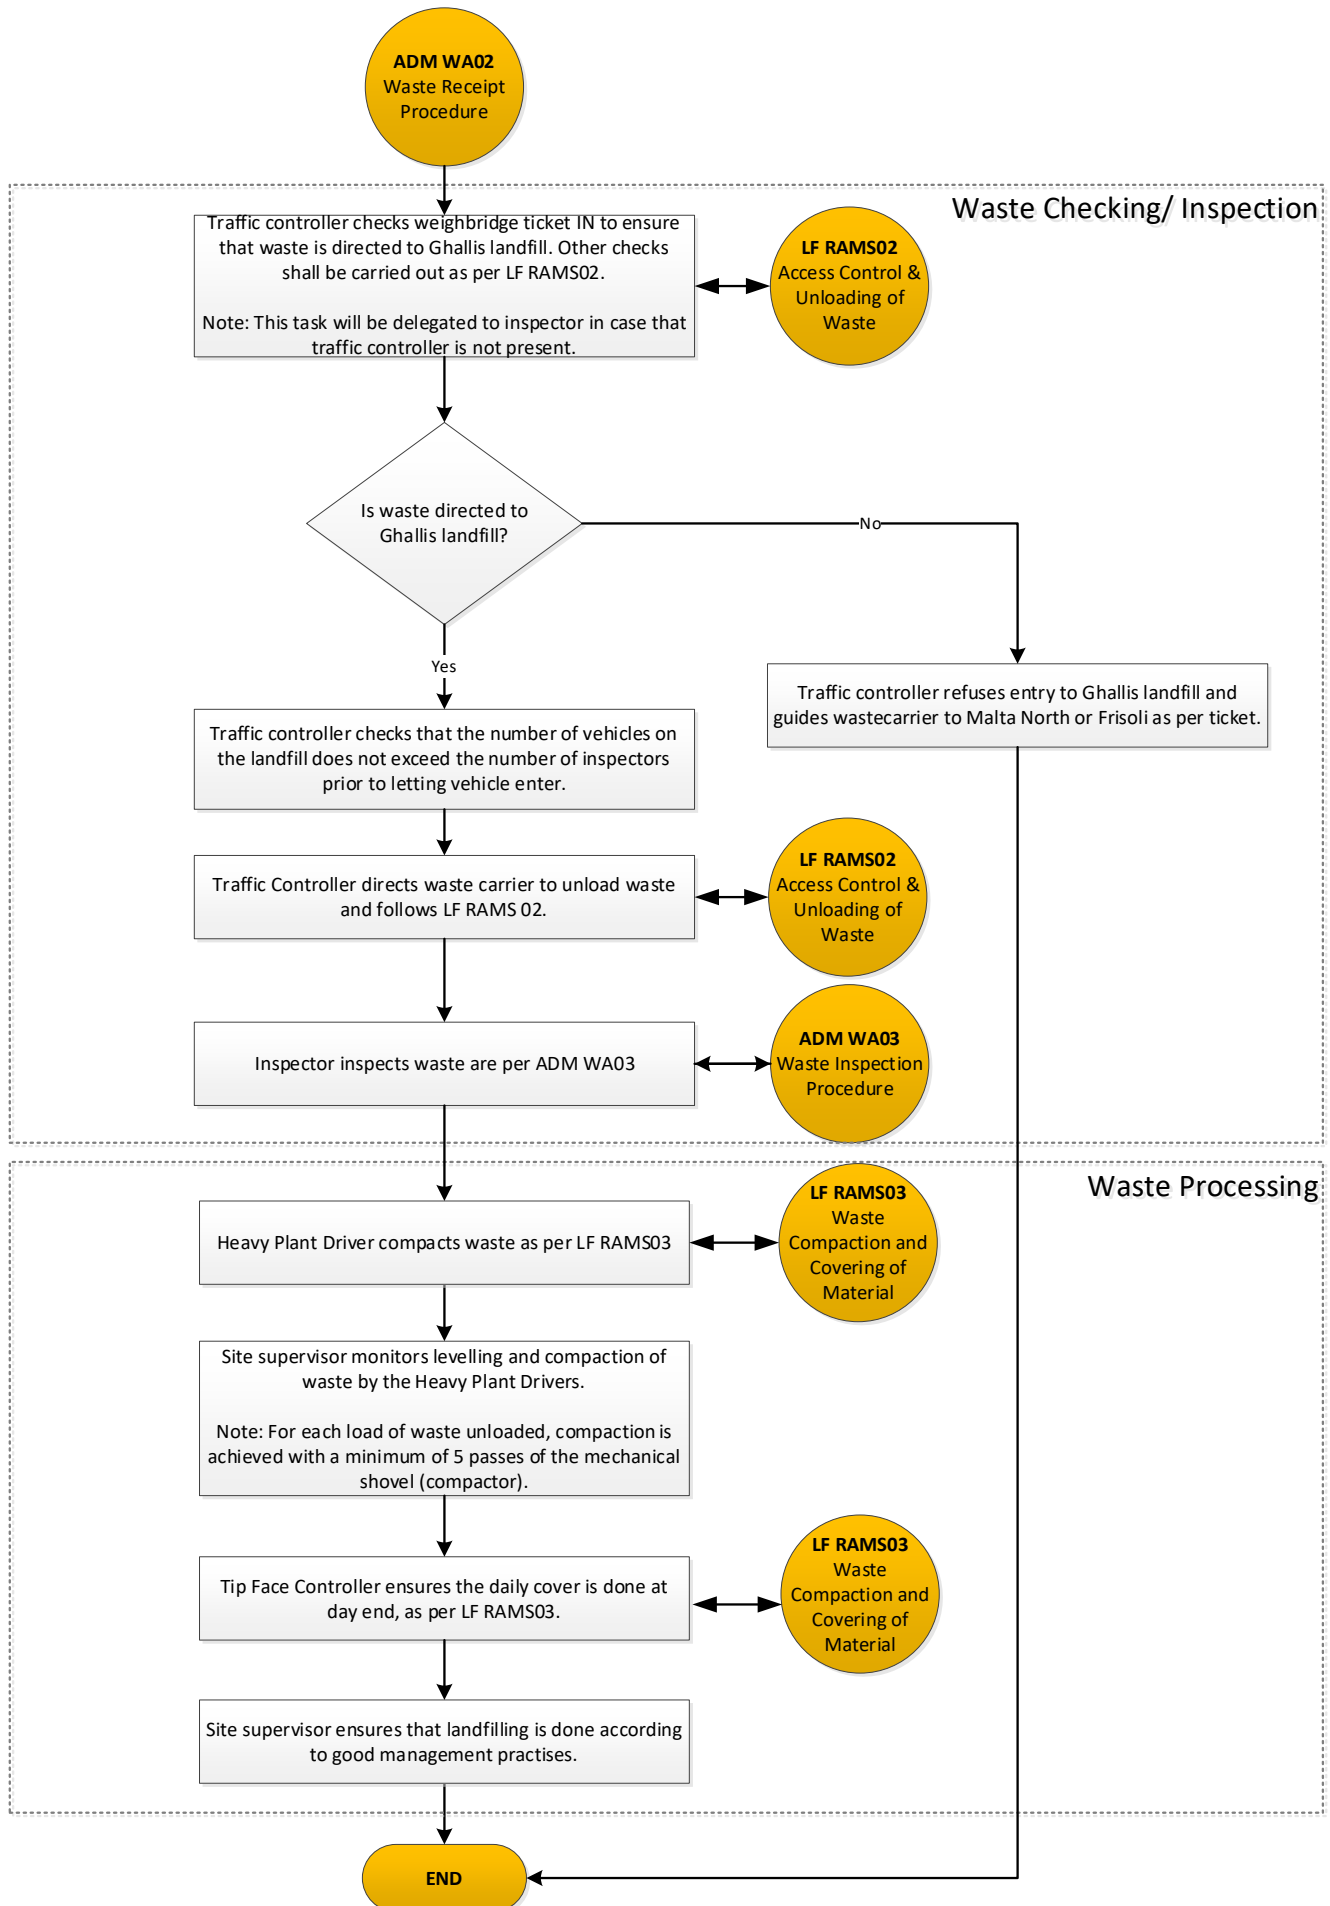 ADM WA02
Waste Receipt
Procedure
Waste Checking/ Inspection
Traffic controller checks weighbridge ticket IN to ensure
that waste is directed to Ghallis landfill. Other checks
shall be carried out as per LF RAMS02.
Note: This task will be delegated to inspector in case that
traffic controller is not present.
LF RAMS02
Access Control &
Unloading of
Waste
Is waste directed to
Ghallis landfill?
No
Yes
Traffic controller refuses entry to Ghallis landfill and
guides wastecarrier to Malta North or Frisoli as per ticket.
Traffic controller checks that the number of vehicles on
the landfill does not exceed the number of inspectors
prior to letting vehicle enter.
Traffic Controller directs waste carrier to unload waste
and follows LF RAMS 02.
LF RAMS02
Access Control &
Unloading of
Waste
Inspector inspects waste are per ADM WA03
ADM WA03
Waste Inspection
Procedure
Waste Processing
Heavy Plant Driver compacts waste as per LF RAMS03
LF RAMS03
Waste
Compaction and
Covering of
Material
Site supervisor monitors levelling and compaction of
waste by the Heavy Plant Drivers.
Note: For each load of waste unloaded, compaction is
achieved with a minimum of 5 passes of the mechanical
shovel (compactor).
Tip Face Controller ensures the daily cover is done at
day end, as per LF RAMS03.
LF RAMS03
Waste
Compaction and
Covering of
Material
Site supervisor ensures that landfilling is done according
to good management practises.
END